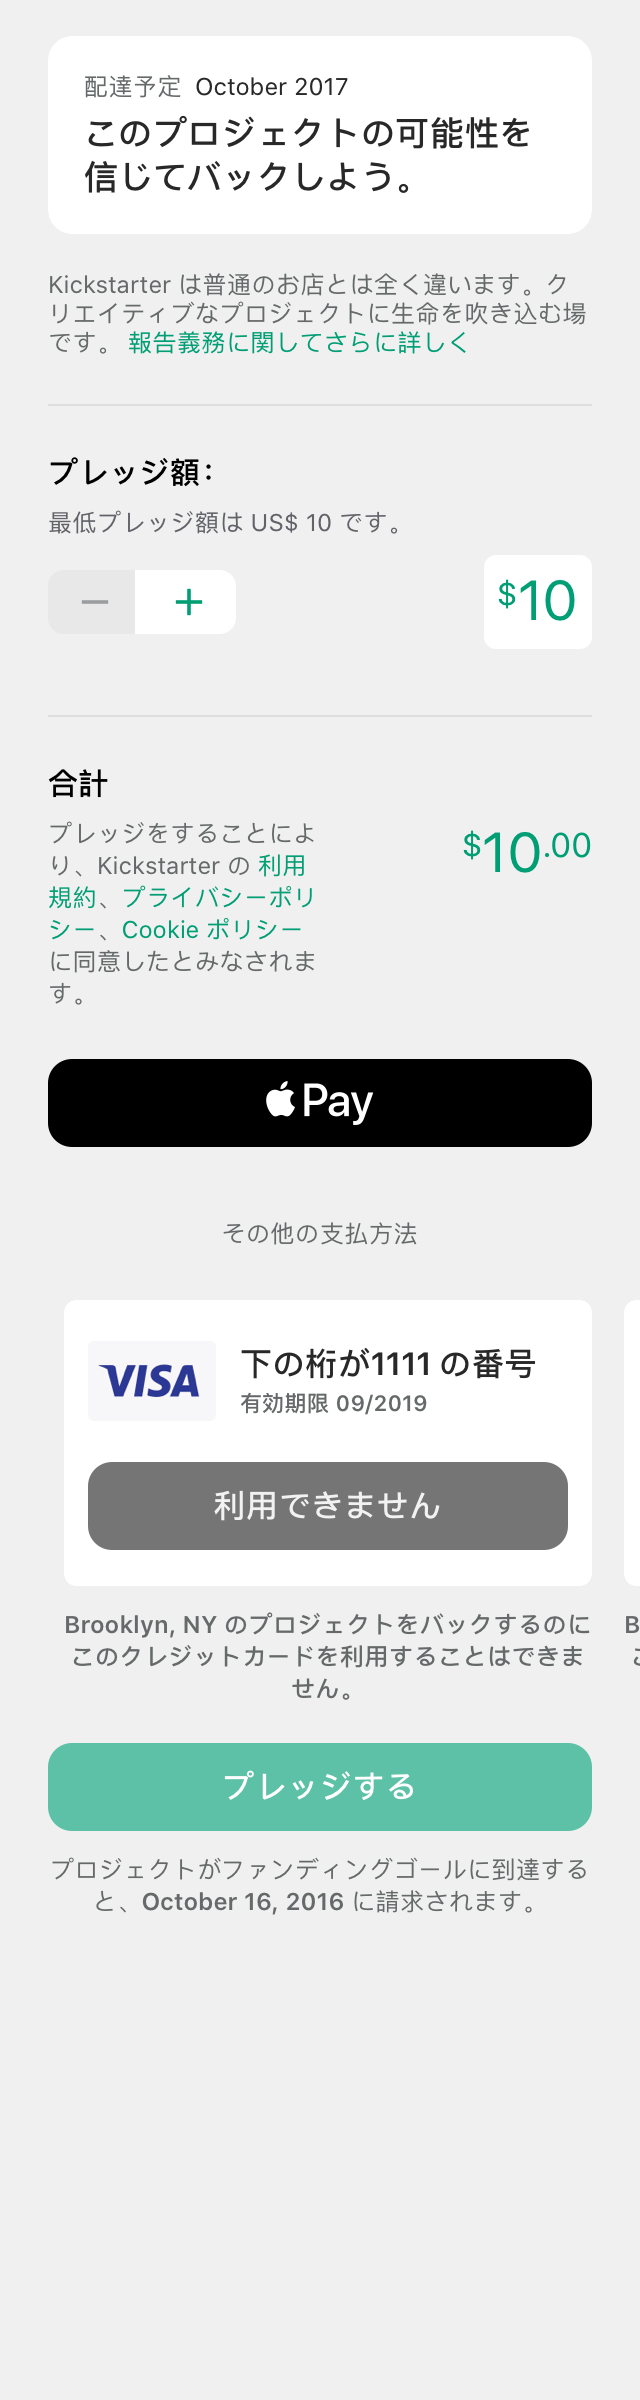 配達予定 October 2017
このプロジェクトの可能性を
信じてバックしよう。
Kickstarter は普通のお店とは全く違います。ク
リエイティブなプロジェクトに生命を吹き込む場
です。 報告義務に関してさらに詳しく
プレッジ額：
最低プレッジ額は US$ 10 です。
− +
$10
合計
プレッジをすることによ
り、Kickstarter の 利用
規約、プライバシーポリ
シー、Cookie ポリシー
に同意したとみなされま
す。
$10.00
Pay
その他の支払方法
VISA
下の桁が1111 の番号
有効期限 09/2019
利用できません
Brooklyn, NY のプロジェクトをバックするのに
このクレジットカードを利用することはできま
せん。
プレッジする
プロジェクトがファンディングゴールに到達する
と、October 16, 2016 に請求されます。